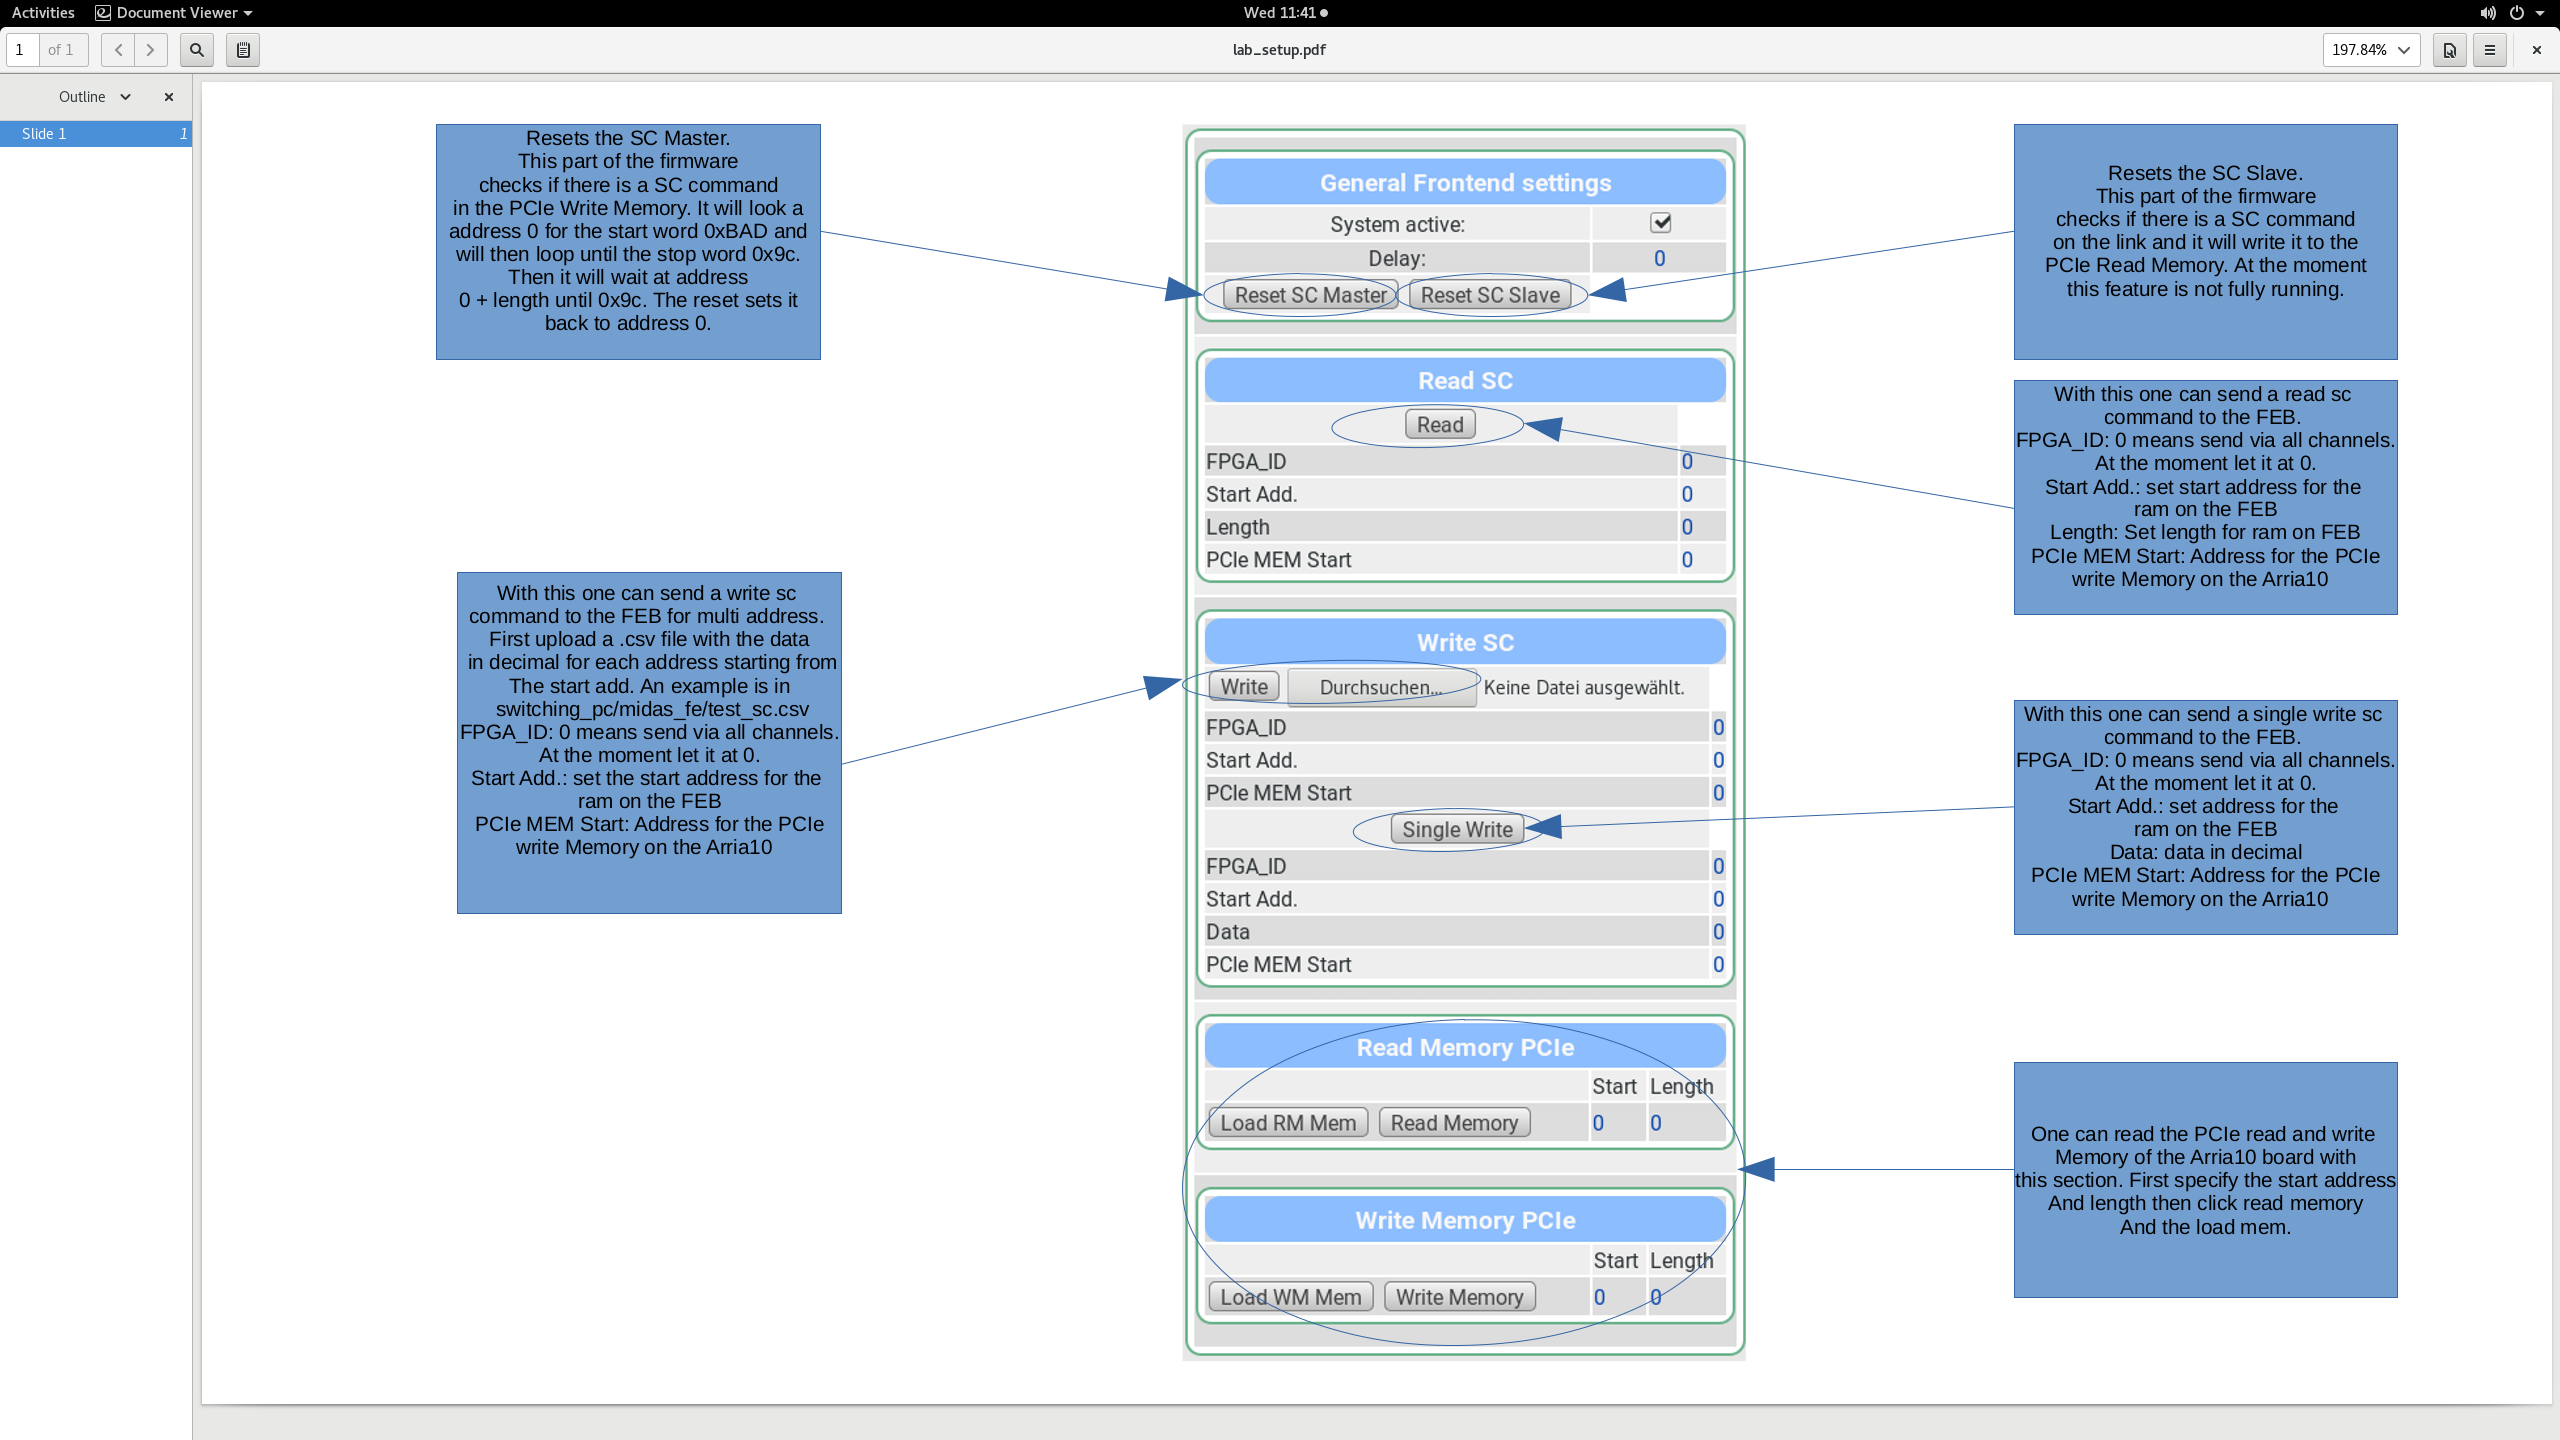 Activities
Document Viewer
Wed 11:41
1
of 1
lab_setup.pdf
197.84%
Outline
Slide 1
1
Resets the SC Master.
This part of the firmware
checks if there is a SC command
in the PCIe Write Memory. It will look a
address 0 for the start word 0xBAD and
will then loop until the stop word 0x9c.
Then it will wait at address
0 + length until 0x9c. The reset sets it
back to address 0.
With this one can send a write sc
command to the FEB for multi address.
First upload a .csv file with the data
in decimal for each address starting from
The start add. An example is in
switching_pc/midas_fe/test_sc.csv
FPGA_ID: 0 means send via all channels.
At the moment let it at 0.
Start Add.: set the start address for the
ram on the FEB
PCIe MEM Start: Address for the PCIe
write Memory on the Arria10
General Frontend settings
System active:
Delay: 0
Reset SC Master Reset SC Slave
Read SC
Read
FPGA_ID 0
Start Add. 0
Length 0
PCIe MEM Start 0
Write SC
Write Durchsuchen... Keine Datei ausgewählt.
FPGA_ID 0
Start Add. 0
PCIe MEM Start 0
Single Write
FPGA_ID 0
Start Add. 0
Data 0
PCIe MEM Start 0
Read Memory PCIe
Start Length
Load RM Mem Read Memory 0 0
Write Memory PCIe
Start Length
Load WM Mem Write Memory 0 0
Resets the SC Slave.
This part of the firmware
checks if there is a SC command
on the link and it will write it to the
PCIe Read Memory. At the moment
this feature is not fully running.
With this one can send a read sc
command to the FEB.
FPGA_ID: 0 means send via all channels.
At the moment let it at 0.
Start Add.: set start address for the
ram on the FEB
Length: Set length for ram on FEB
PCIe MEM Start: Address for the PCIe
write Memory on the Arria10
With this one can send a single write sc
command to the FEB.
FPGA_ID: 0 means send via all channels.
At the moment let it at 0.
Start Add.: set address for the
ram on the FEB
Data: data in decimal
PCIe MEM Start: Address for the PCIe
write Memory on the Arria10
One can read the PCIe read and write
Memory of the Arria10 board with
this section. First specify the start address
And length then click read memory
And the load mem.